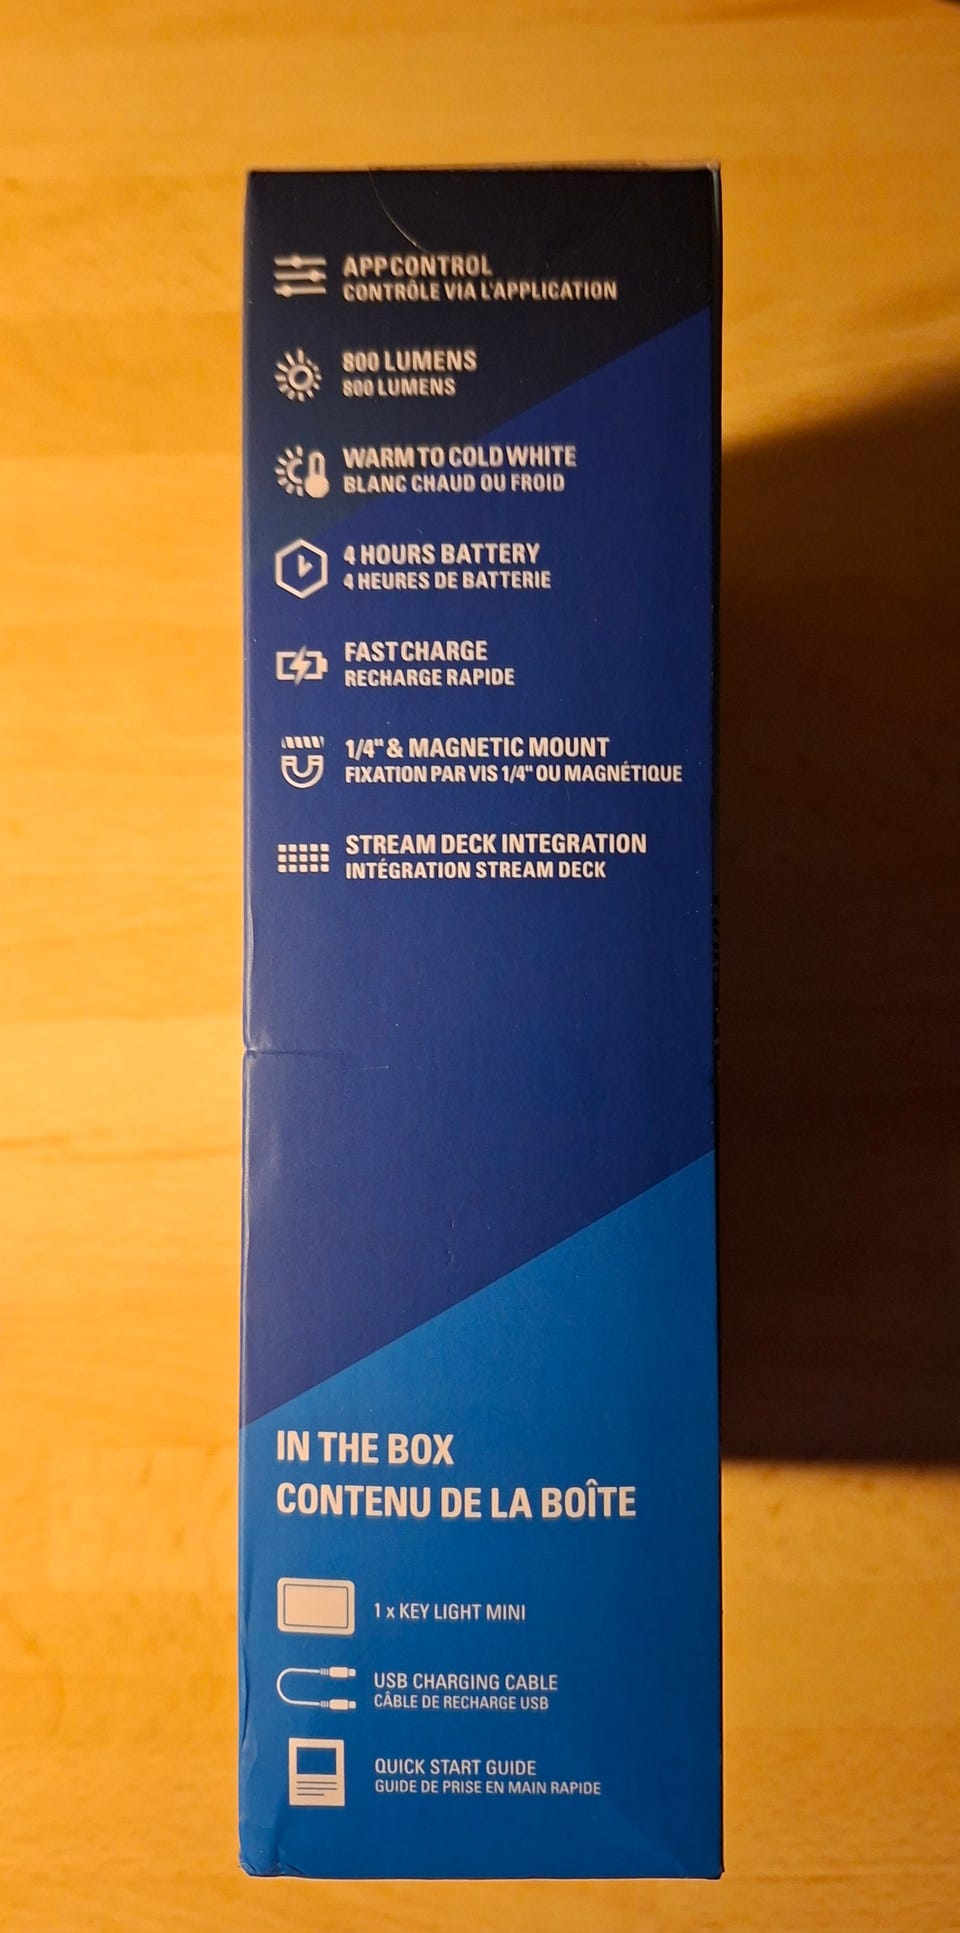 APP CONTROL
CONTRÔLE VIA L'APPLICATION
800 LUMENS
800 LUMENS
WARM TO COLD WHITE
BLANC CHAUD OU FROID
4 HOURS BATTERY
4 HEURES DE BATTERIE
FAST CHARGE
RECHARGE RAPIDE
1/4" & MAGNETIC MOUNT
FIXATION PAR VIS 1/4" OU MAGNÉTIQUE
STREAM DECK INTEGRATION
INTÉGRATION STREAM DECK
IN THE BOX
CONTENU DE LA BOÎTE
1 x KEY LIGHT MINI
USB CHARGING CABLE
CÂBLE DE RECHARGE USB
QUICK START GUIDE
GUIDE DE PRISE EN MAIN RAPIDE